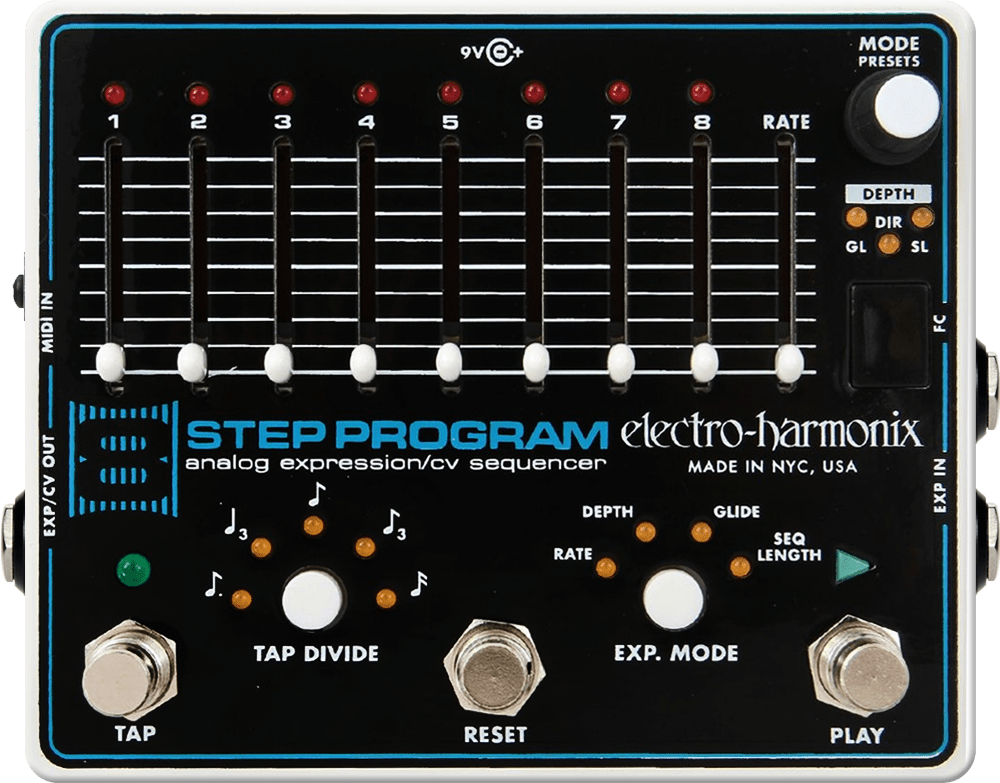 9V +
MODE
PRESETS
1 2 3 4 5 6 7 8 RATE
DEPTH
DIR
GL SL
MIDI IN
FC
8 STEP PROGRAM
analog expression/cv sequencer
electro-harmonix
MADE IN NYC, USA
EXP/CV OUT
EXP IN
3
3
TAP DIVIDE
DEPTH
GLIDE
RATE
SEQ
LENGTH
EXP. MODE
TAP
RESET
PLAY